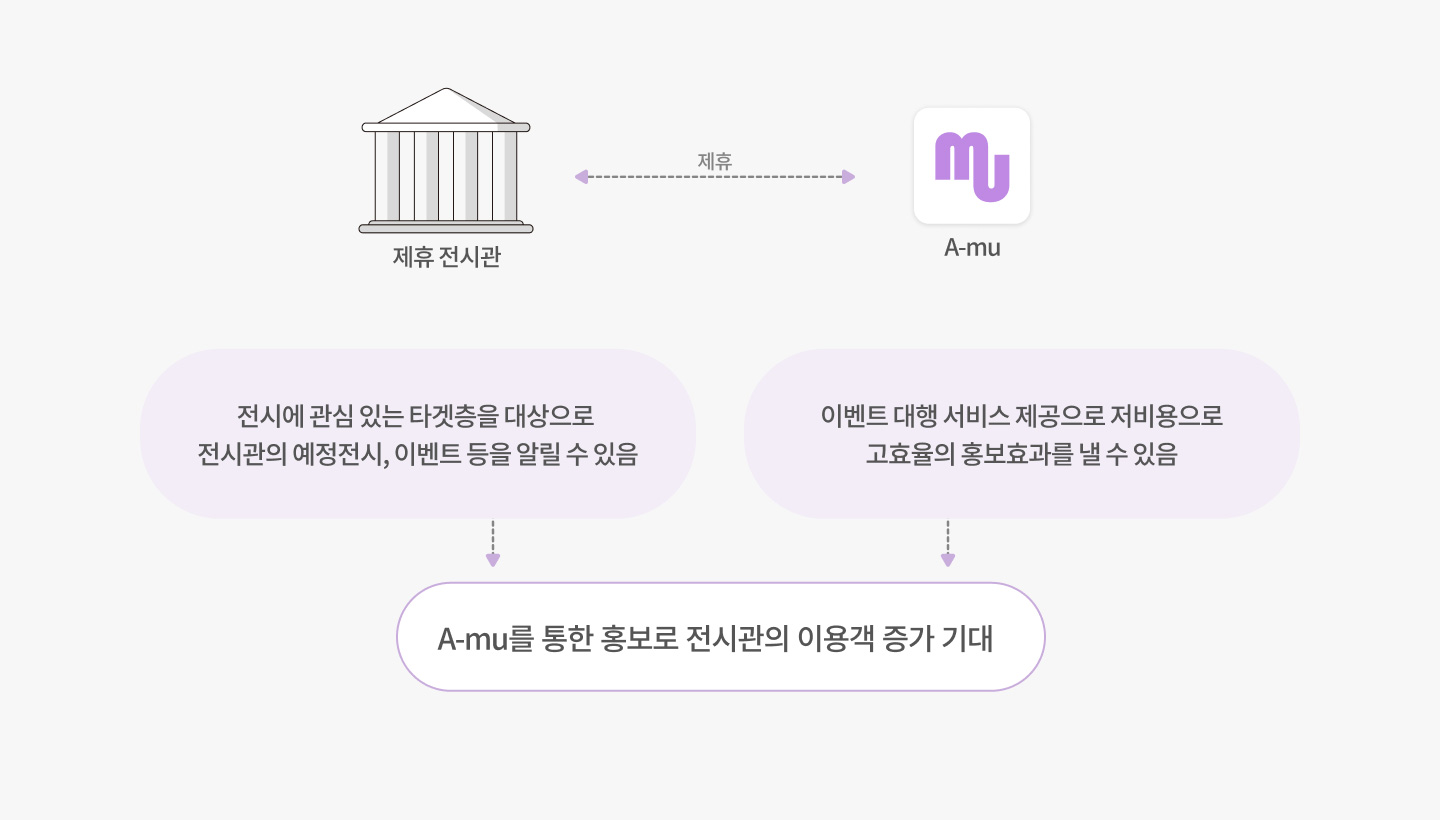 제휴
mu
제휴 전시관
A-mu
전시에 관심 있는 타겟층을 대상으로
전시관의 예정전시, 이벤트 등을 알릴 수 있음
이벤트 대행 서비스 제공으로 저비용으로
고효율의 홍보효과를 낼 수 있음
A-mu를 통한 홍보로 전시관의 이용객 증가 기대